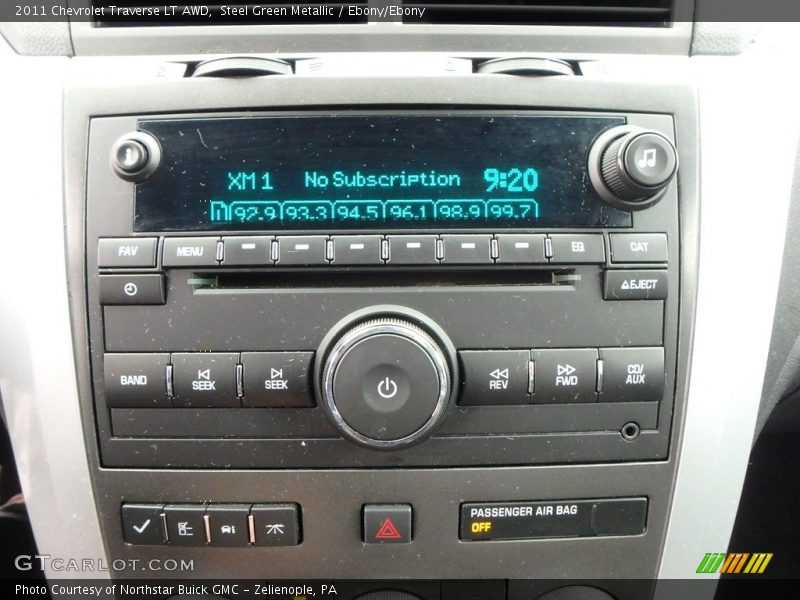 2011 Chevrolet Traverse LT AWD,  Steel Green Metallic / Ebony/Ebony
XM 1 No Subscription 9:20
92.9 93.3 94.5 96.1 98.9 99.7
FAV MENU EQ CAT
EJECT
BAND SEEK SEEK REV FWD CD/
AUX
PASSENGER AIR BAG
OFF
GTCARLOT.COM
Photo Courtesy of Northstar Buick GMC - Zelienople, PA